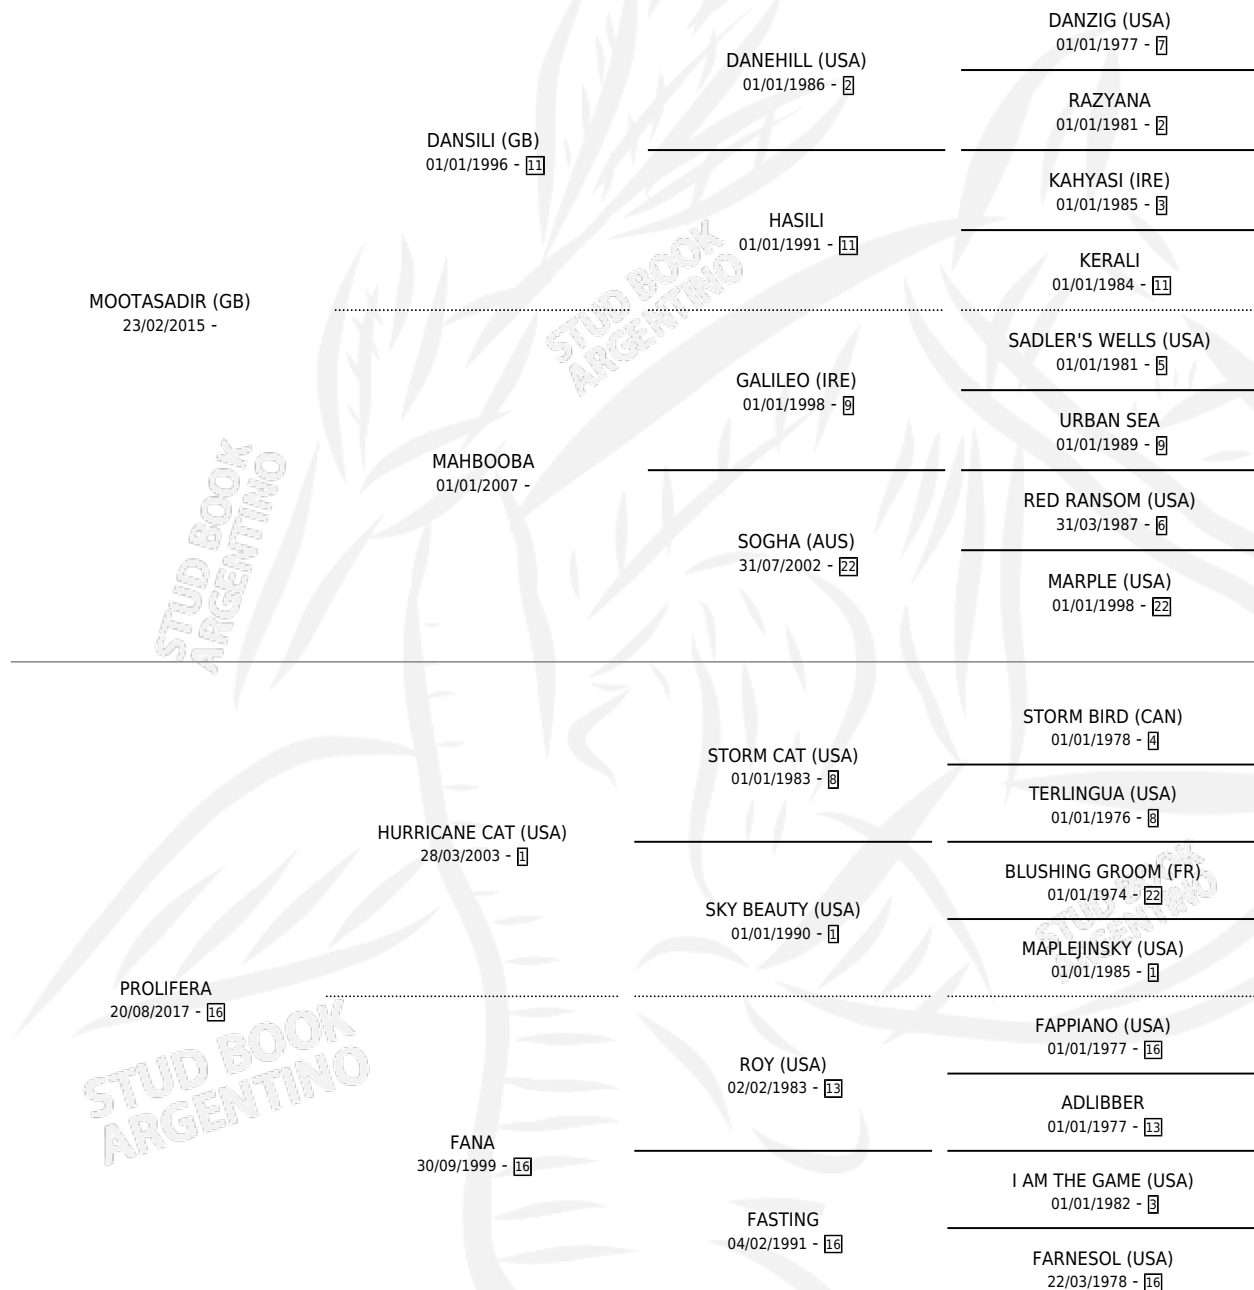 DANZIG (USA)
01/01/1977 - 7
DANEHILL (USA)
01/01/1986 - 2
RAZYANA
01/01/1981 - 2
DANSILI (GB)
01/01/1996 - 11
KAHYASI (IRE)
01/01/1985 - 3
HASILI
01/01/1991 - 11
KERALI
01/01/1984 - 11
MOOTASADIR (GB)
23/02/2015 -
SADLER'S WELLS (USA)
01/01/1981 - 5
GALILEO (IRE)
01/01/1998 - 9
URBAN SEA
01/01/1989 - 9
MAHBOOBA
01/01/2007 -
RED RANSOM (USA)
31/03/1987 - 6
SOGHA (AUS)
31/07/2002 - 22
MARPLE (USA)
01/01/1998 - 22
STORM BIRD (CAN)
01/01/1978 - 4
STORM CAT (USA)
01/01/1983 - 8
TERLINGUA (USA)
01/01/1976 - 8
HURRICANE CAT (USA)
28/03/2003 - 1
BLUSHING GROOM (FR)
01/01/1974 - 22
SKY BEAUTY (USA)
01/01/1990 - 1
MAPLEJINSKY (USA)
01/01/1985 - 1
PROLIFERA
20/08/2017 - 16
FAPPIANO (USA)
01/01/1977 - 16
ROY (USA)
02/02/1983 - 13
ADLIBBER
01/01/1977 - 13
FANA
30/09/1999 - 16
I AM THE GAME (USA)
01/01/1982 - 3
FASTING
04/02/1991 - 16
FARNESOL (USA)
22/03/1978 - 16
STUD BOOK
ARGENTINO
STUD BOOK
ARGENTINO
STUD BOOK
ARGENTINO
STUD BOOK
ARGENTINO